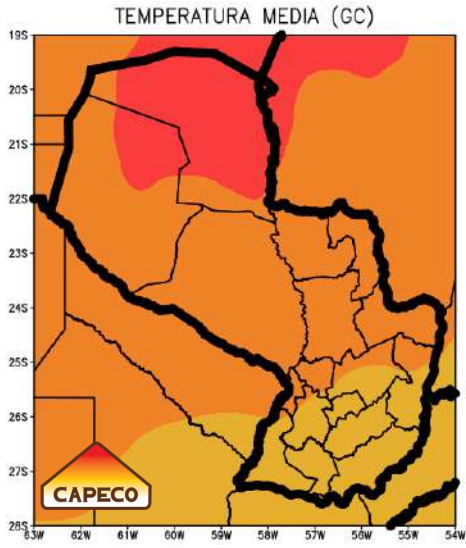 TEMPERATURA MEDIA (GC)
19S
20S
21S
22S
23S
24S
25S
26S
27S
28S
CAPECO
63W 62W 61W 60W 59W 58W 57W 56W 55W 54W